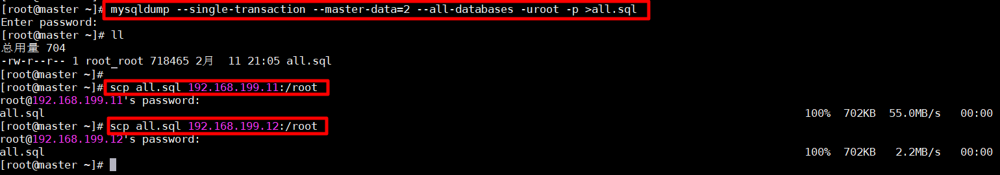 [root@master ~]# mysqldump --single-transaction --master-data=2 --all-databases -uroot -p >all.sql
Enter password:
[root@master ~]# ll
总用量 704
-rw-r--r-- 1 root root 718465 2月  11 21:05 all.sql
[root@master ~]#
[root@master ~]# scp all.sql 192.168.199.11:/root
root@192.168.199.11's password:
all.sql 100% 702KB 55.0MB/s 00:00
[root@master ~]# scp all.sql 192.168.199.12:/root
root@192.168.199.12's password:
all.sql 100% 702KB 2.2MB/s 00:00
[root@master ~]#